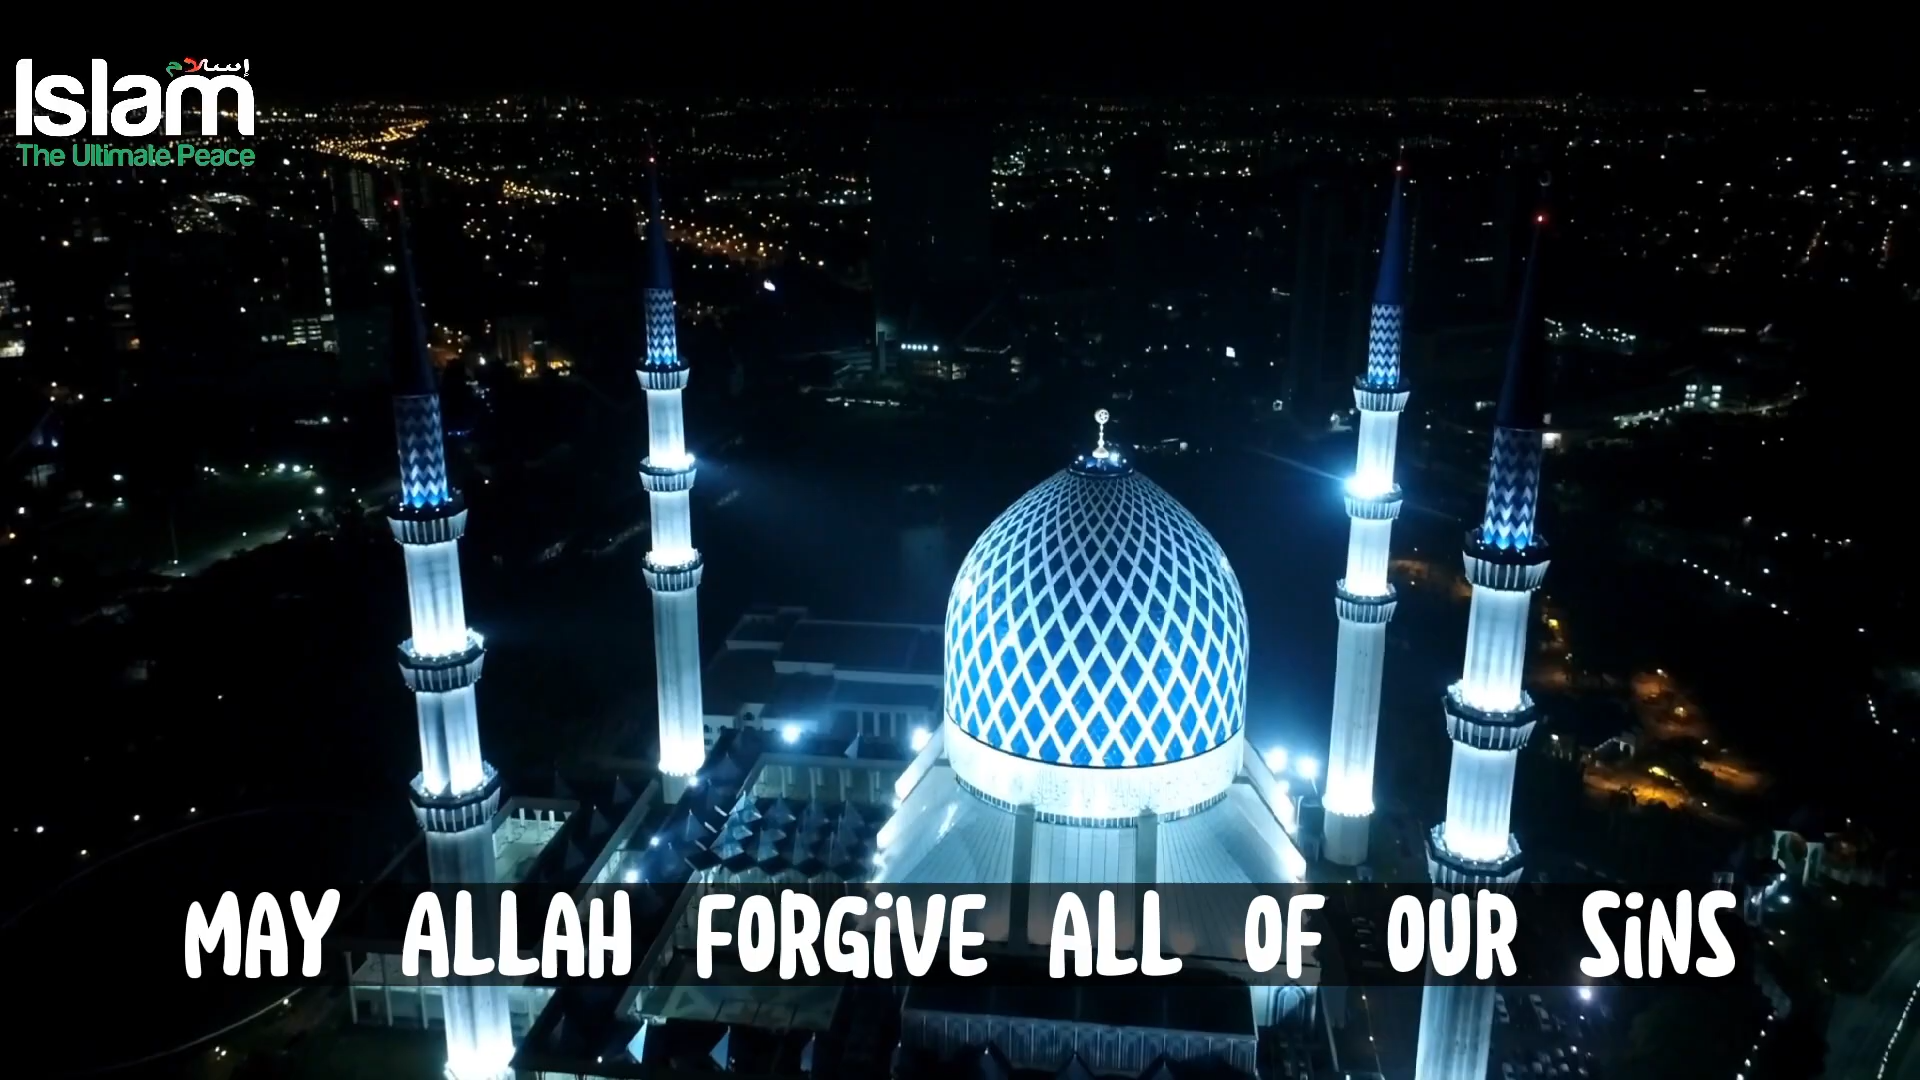 إسلام
Islam
The Ultimate Peace
MAY ALLAH FORGIVE ALL OF OUR SINS